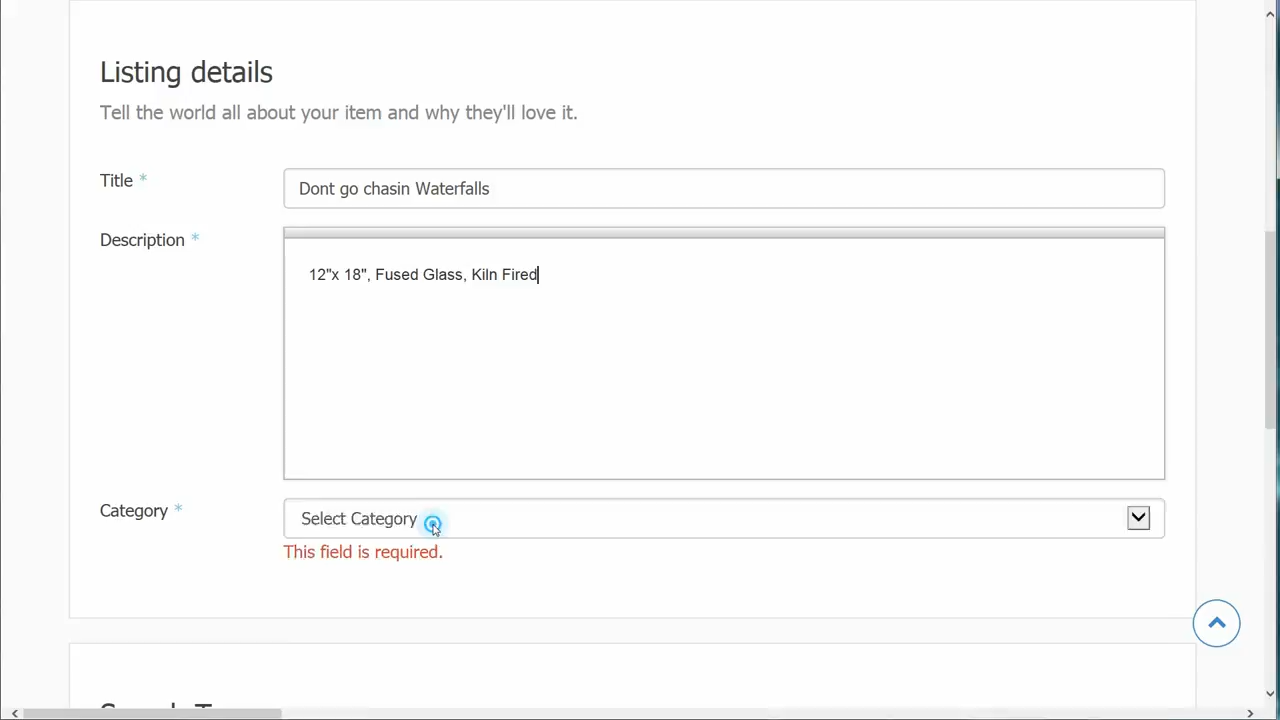 Listing details
Tell the world all about your item and why they'll love it.
Title *
Dont go chasin Waterfalls
Description *
12"x 18", Fused Glass, Kiln Fired
Category *
Select Category
This field is required.